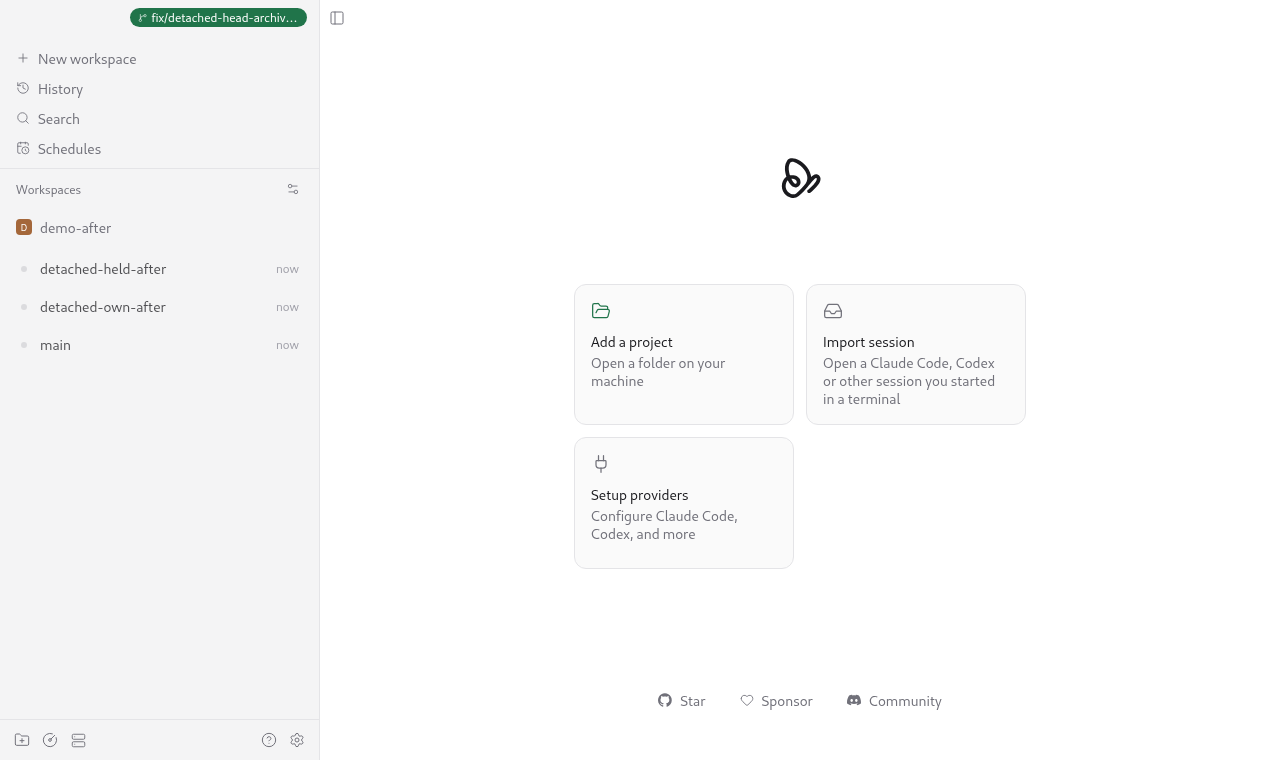 fix/detached-head-archiv...
New workspace
History
Search
Schedules
Workspaces
D demo-after
detached-held-after now
detached-own-after now
main now
Add a project
Open a folder on your
machine
Import session
Open a Claude Code, Codex
or other session you started
in a terminal
Setup providers
Configure Claude Code,
Codex, and more
Star Sponsor Community